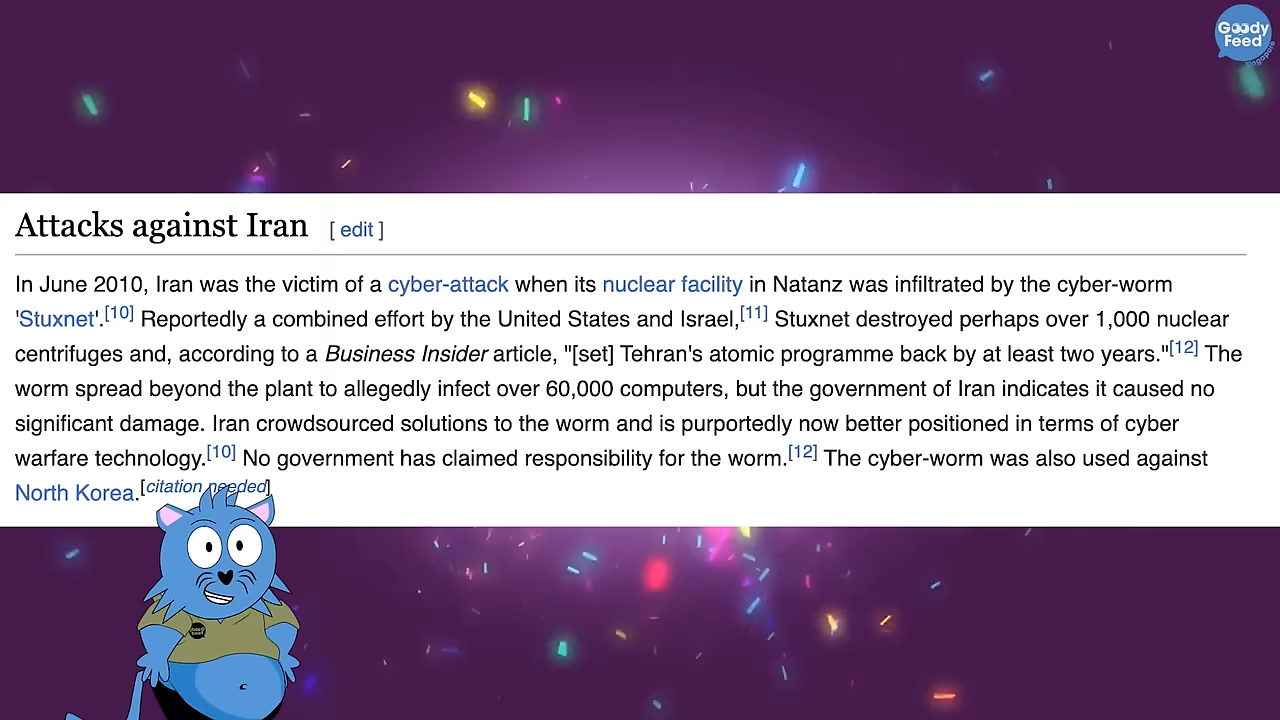 Goody
Feed
Singapore
Attacks against Iran [ edit ]
In June 2010, Iran was the victim of a cyber-attack when its nuclear facility in Natanz was infiltrated by the cyber-worm
'Stuxnet'.[10] Reportedly a combined effort by the United States and Israel,[11] Stuxnet destroyed perhaps over 1,000 nuclear
centrifuges and, according to a Business Insider article, "[set] Tehran's atomic programme back by at least two years."[12] The
worm spread beyond the plant to allegedly infect over 60,000 computers, but the government of Iran indicates it caused no
significant damage. Iran crowdsourced solutions to the worm and is purportedly now better positioned in terms of cyber
warfare technology.[10] No government has claimed responsibility for the worm.[12] The cyber-worm was also used against
North Korea.[citation needed]